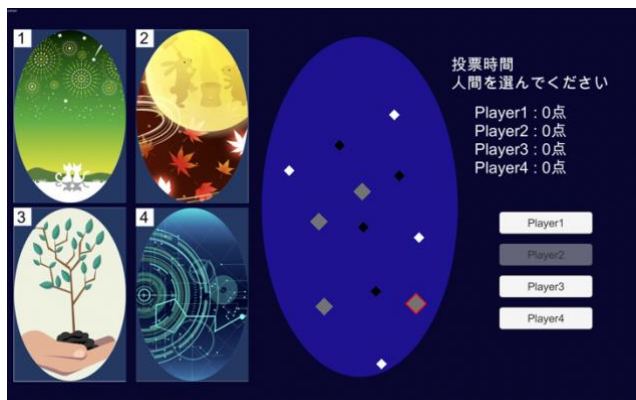 1
2
3
4
投票時間
人間を選んでください
Player1 : 0点
Player2 : 0点
Player3 : 0点
Player4 : 0点
Player1
Player2
Player3
Player4